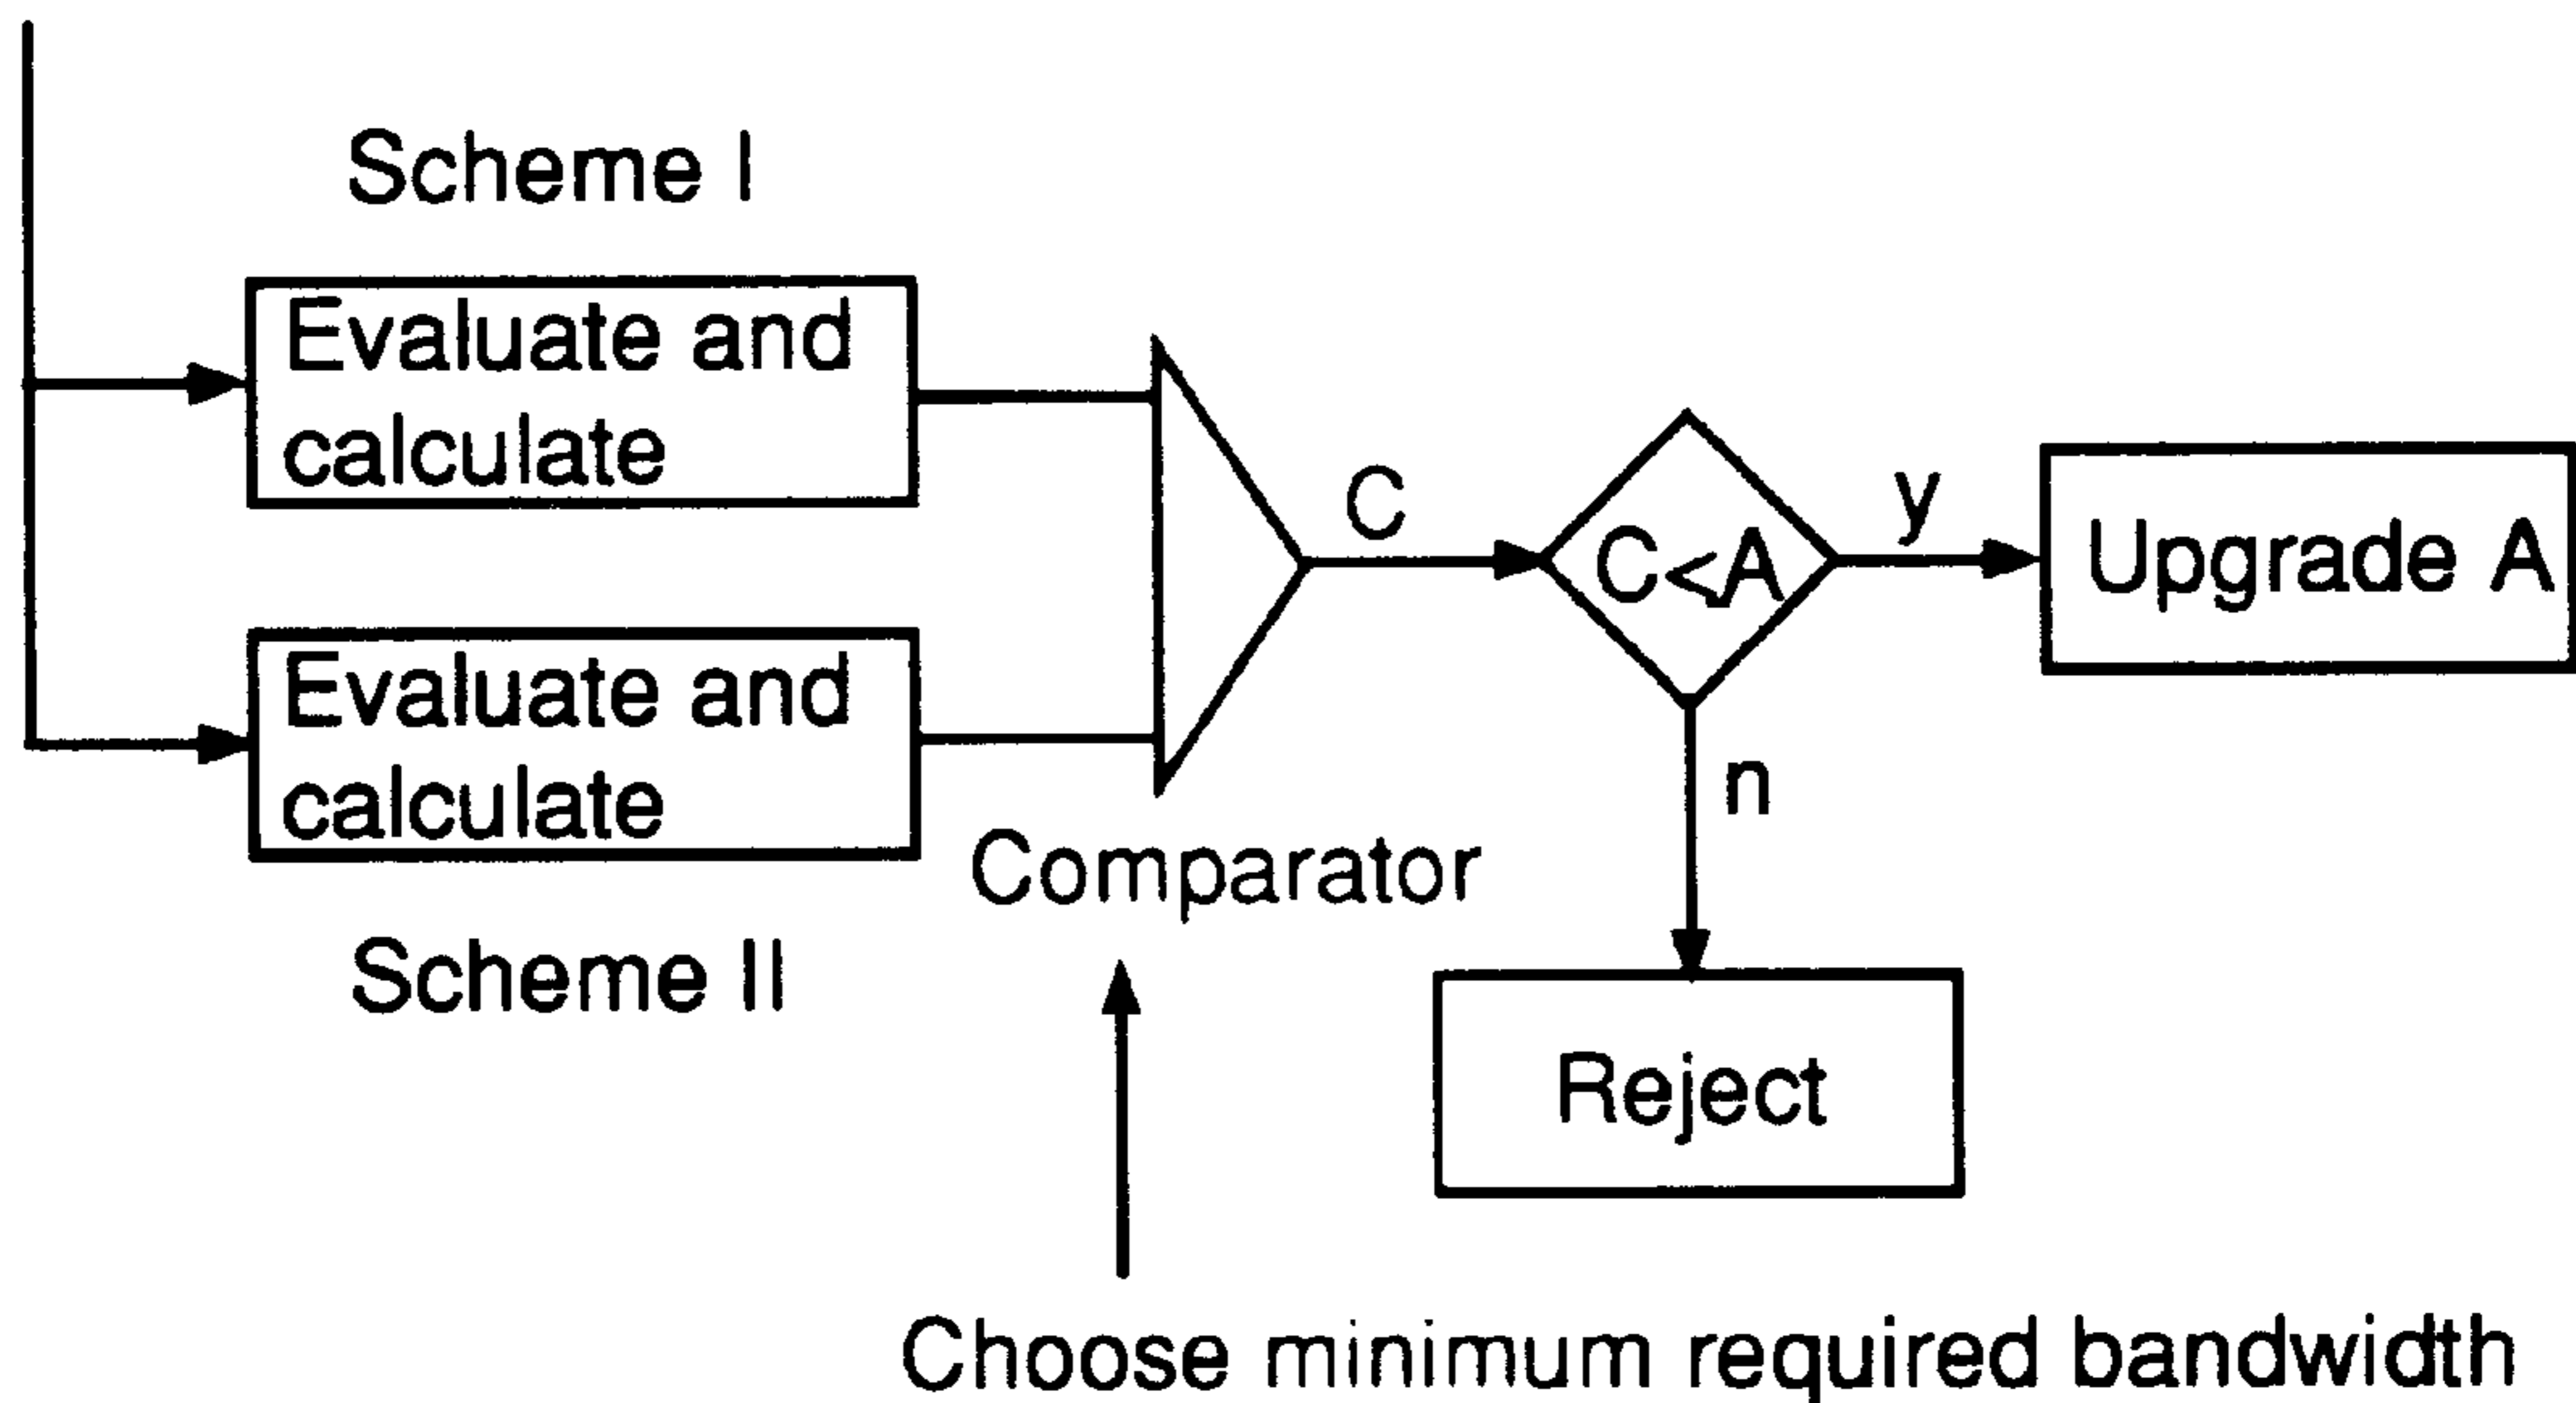 Scheme I
Evaluate and
calculate
C
C<A
y
Upgrade A
Evaluate and
calculate
n
Comparator
Scheme II
Reject
Choose minimum required bandwidth